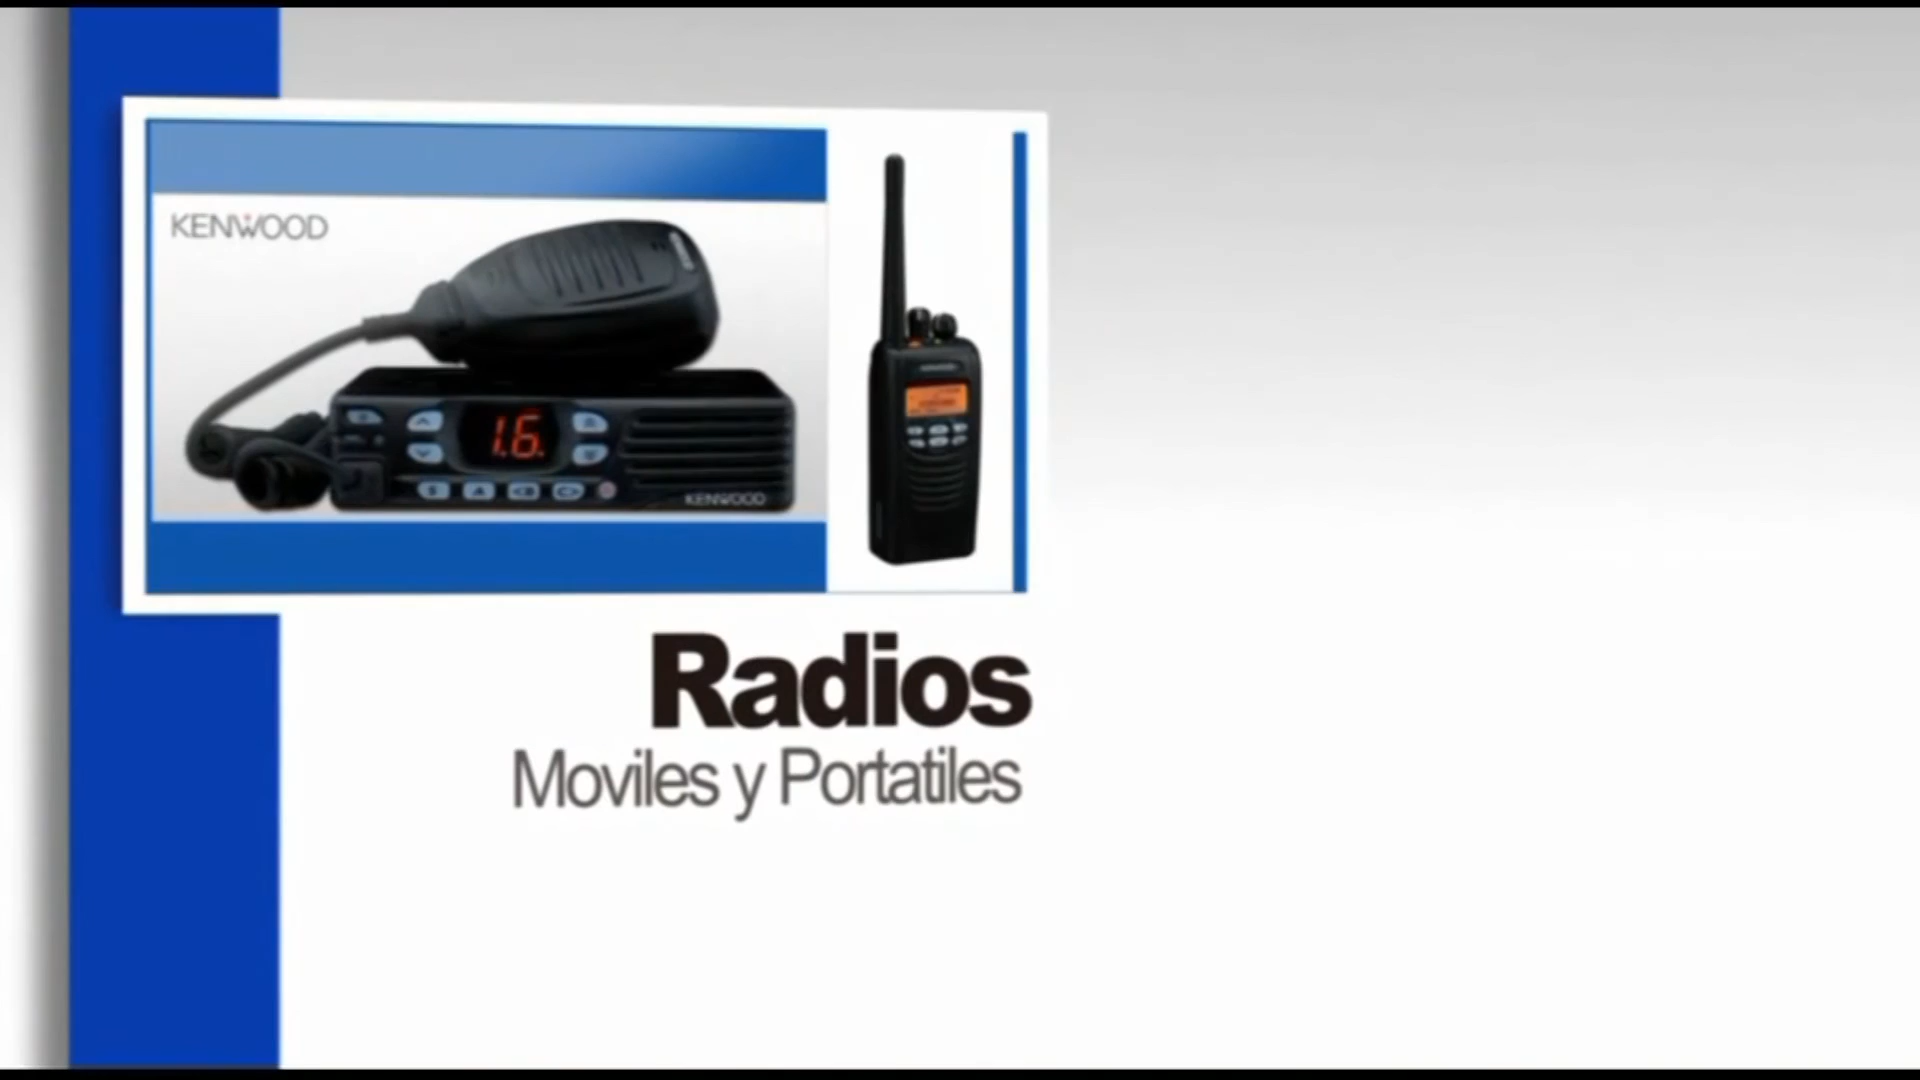 KENWOOD
1.6.
KENWOOD
Radios
Moviles y Portatiles